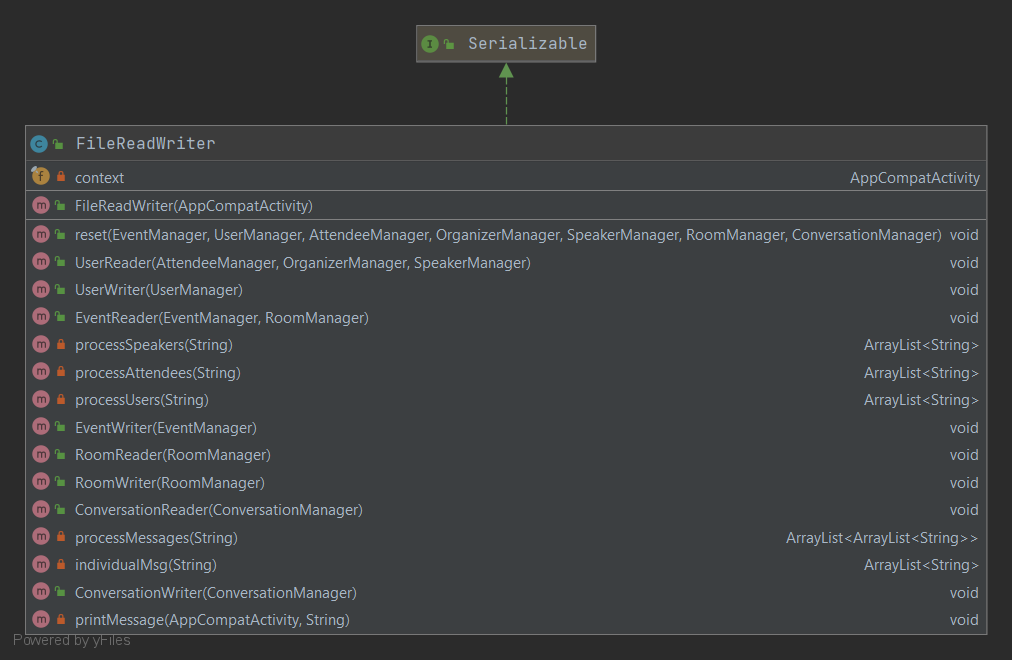 Serializable
FileReadWriter
context AppCompatActivity
FileReadWriter(AppCompatActivity)
reset(EventManager, UserManager, AttendeeManager, OrganizerManager, SpeakerManager, RoomManager, ConversationManager) void
UserReader(AttendeeManager, OrganizerManager, SpeakerManager) void
UserWriter(UserManager) void
EventReader(EventManager, RoomManager) void
processSpeakers(String) ArrayList<String>
processAttendees(String) ArrayList<String>
processUsers(String) ArrayList<String>
EventWriter(EventManager) void
RoomReader(RoomManager) void
RoomWriter(RoomManager) void
ConversationReader(ConversationManager) void
processMessages(String) ArrayList<ArrayList<String>>
individualMsg(String) ArrayList<String>
ConversationWriter(ConversationManager) void
printMessage(AppCompatActivity, String) void
Powered by yFiles